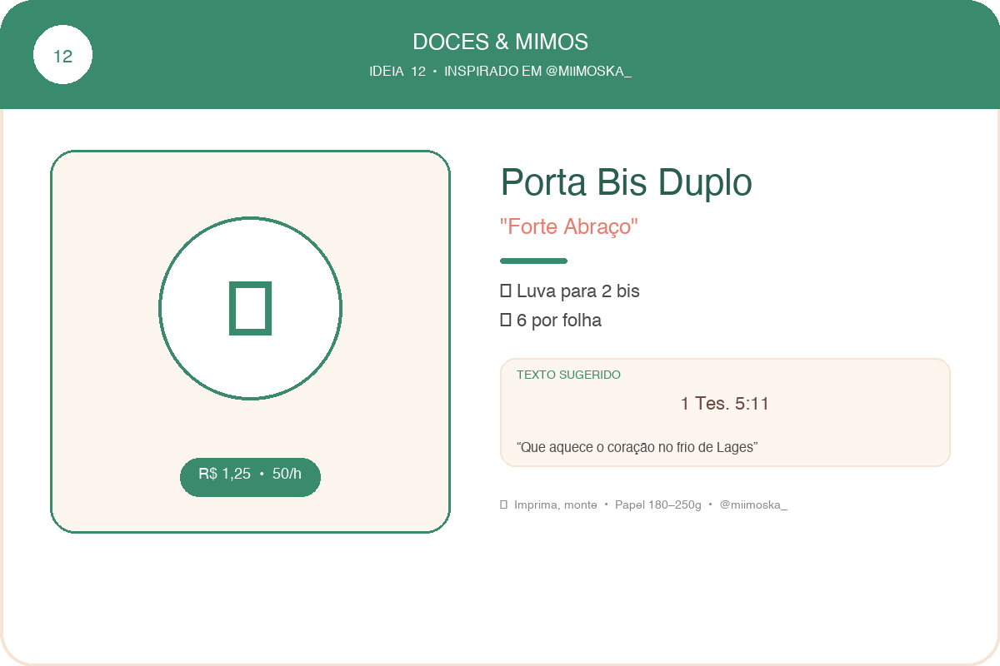 12
DOCES & MIMOS
IDEIA 12 • INSPIRADO EM @MIIMOSKA_
R$ 1,25 • 50/h
Porta Bis Duplo
"Forte Abraço"
Luva para 2 bis
6 por folha
TEXTO SUGERIDO
1 Tes. 5:11
“Que aquece o coração no frio de Lages”
Imprima, monte • Papel 180–250g • @miimoska_